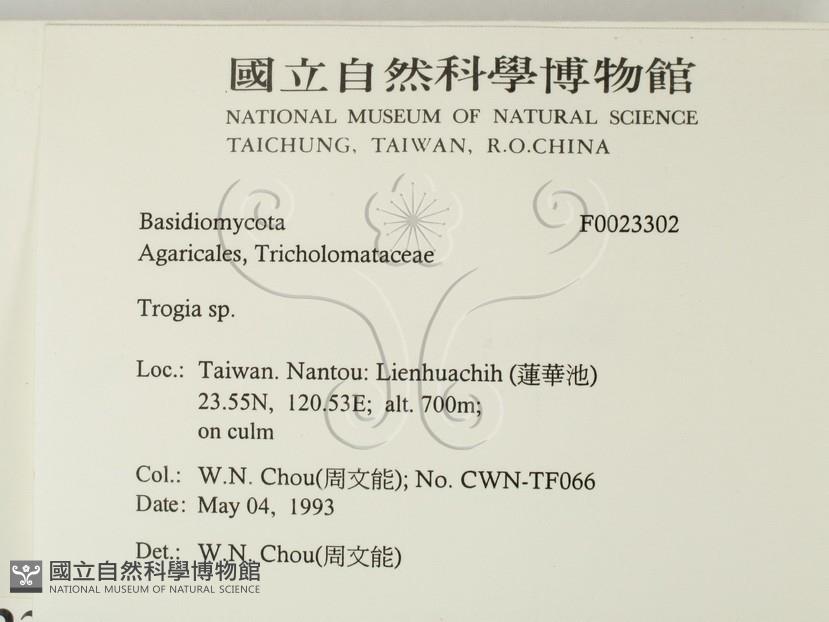 國立自然科學博物館
NATIONAL MUSEUM OF NATURAL SCIENCE
TAICHUNG, TAIWAN, R.O.CHINA
Basidiomycota F0023302
Agaricales, Tricholomataceae
Trogia sp.
Loc.: Taiwan. Nantou: Lienhuachih (蓮華池)
23.55N, 120.53E; alt. 700m;
on culm
Col.: W.N. Chou(周文能); No. CWN-TF066
Date: May 04, 1993
Det.: W.N. Chou(周文能)
國立自然科學博物館
NATIONAL MUSEUM OF NATURAL SCIENCE